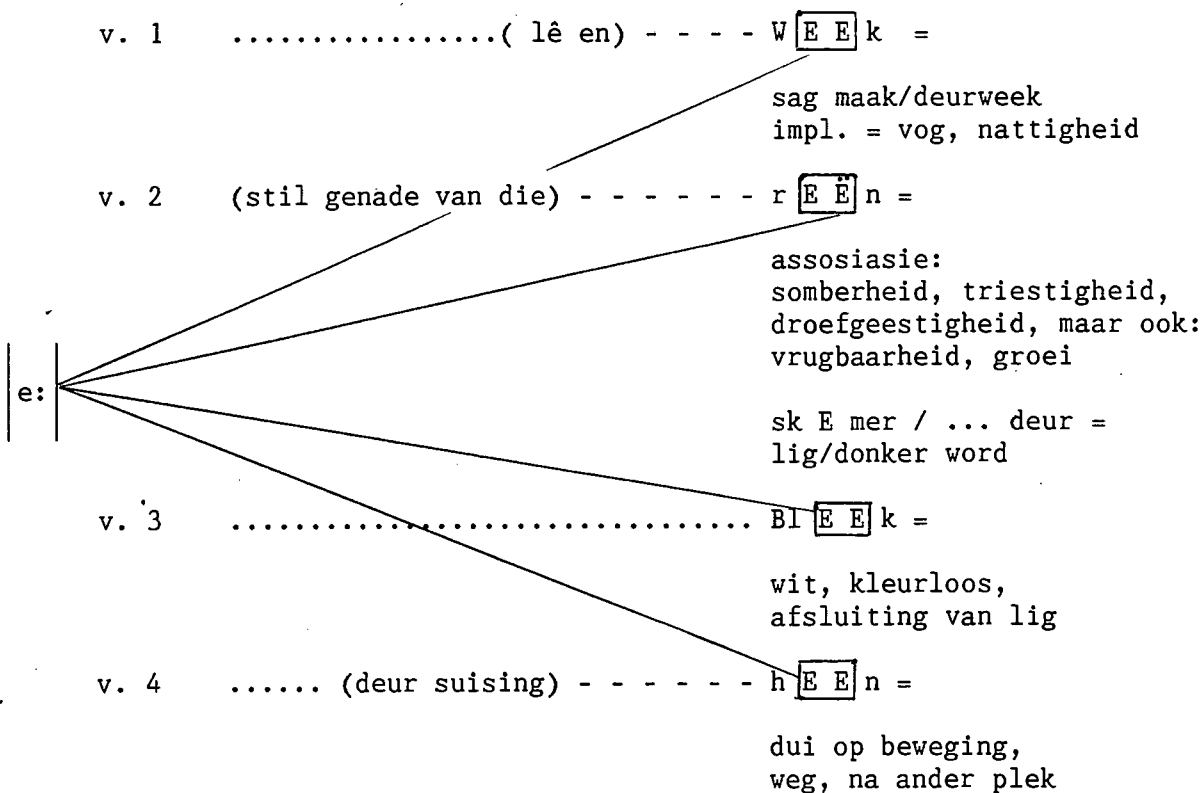 v. 1 .................( lê en) - - - - W E E k =
sag maak/deurweek
impl. = vog, nattigheid
v. 2 (stil genade van die) - - - - - - r E Ë n =
assosiasie:
somberheid, triestigheid,
droefgeestigheid, maar ook:
vrugbaarheid, groei
|e:|
sk E mer / ... deur =
lig/donker word
v. 3 ................................. Bl E E k =
wit, kleurloos,
afsluiting van lig
v. 4 ...... (deur suising) - - - - - - h E E n =
dui op beweging,
weg, na ander plek